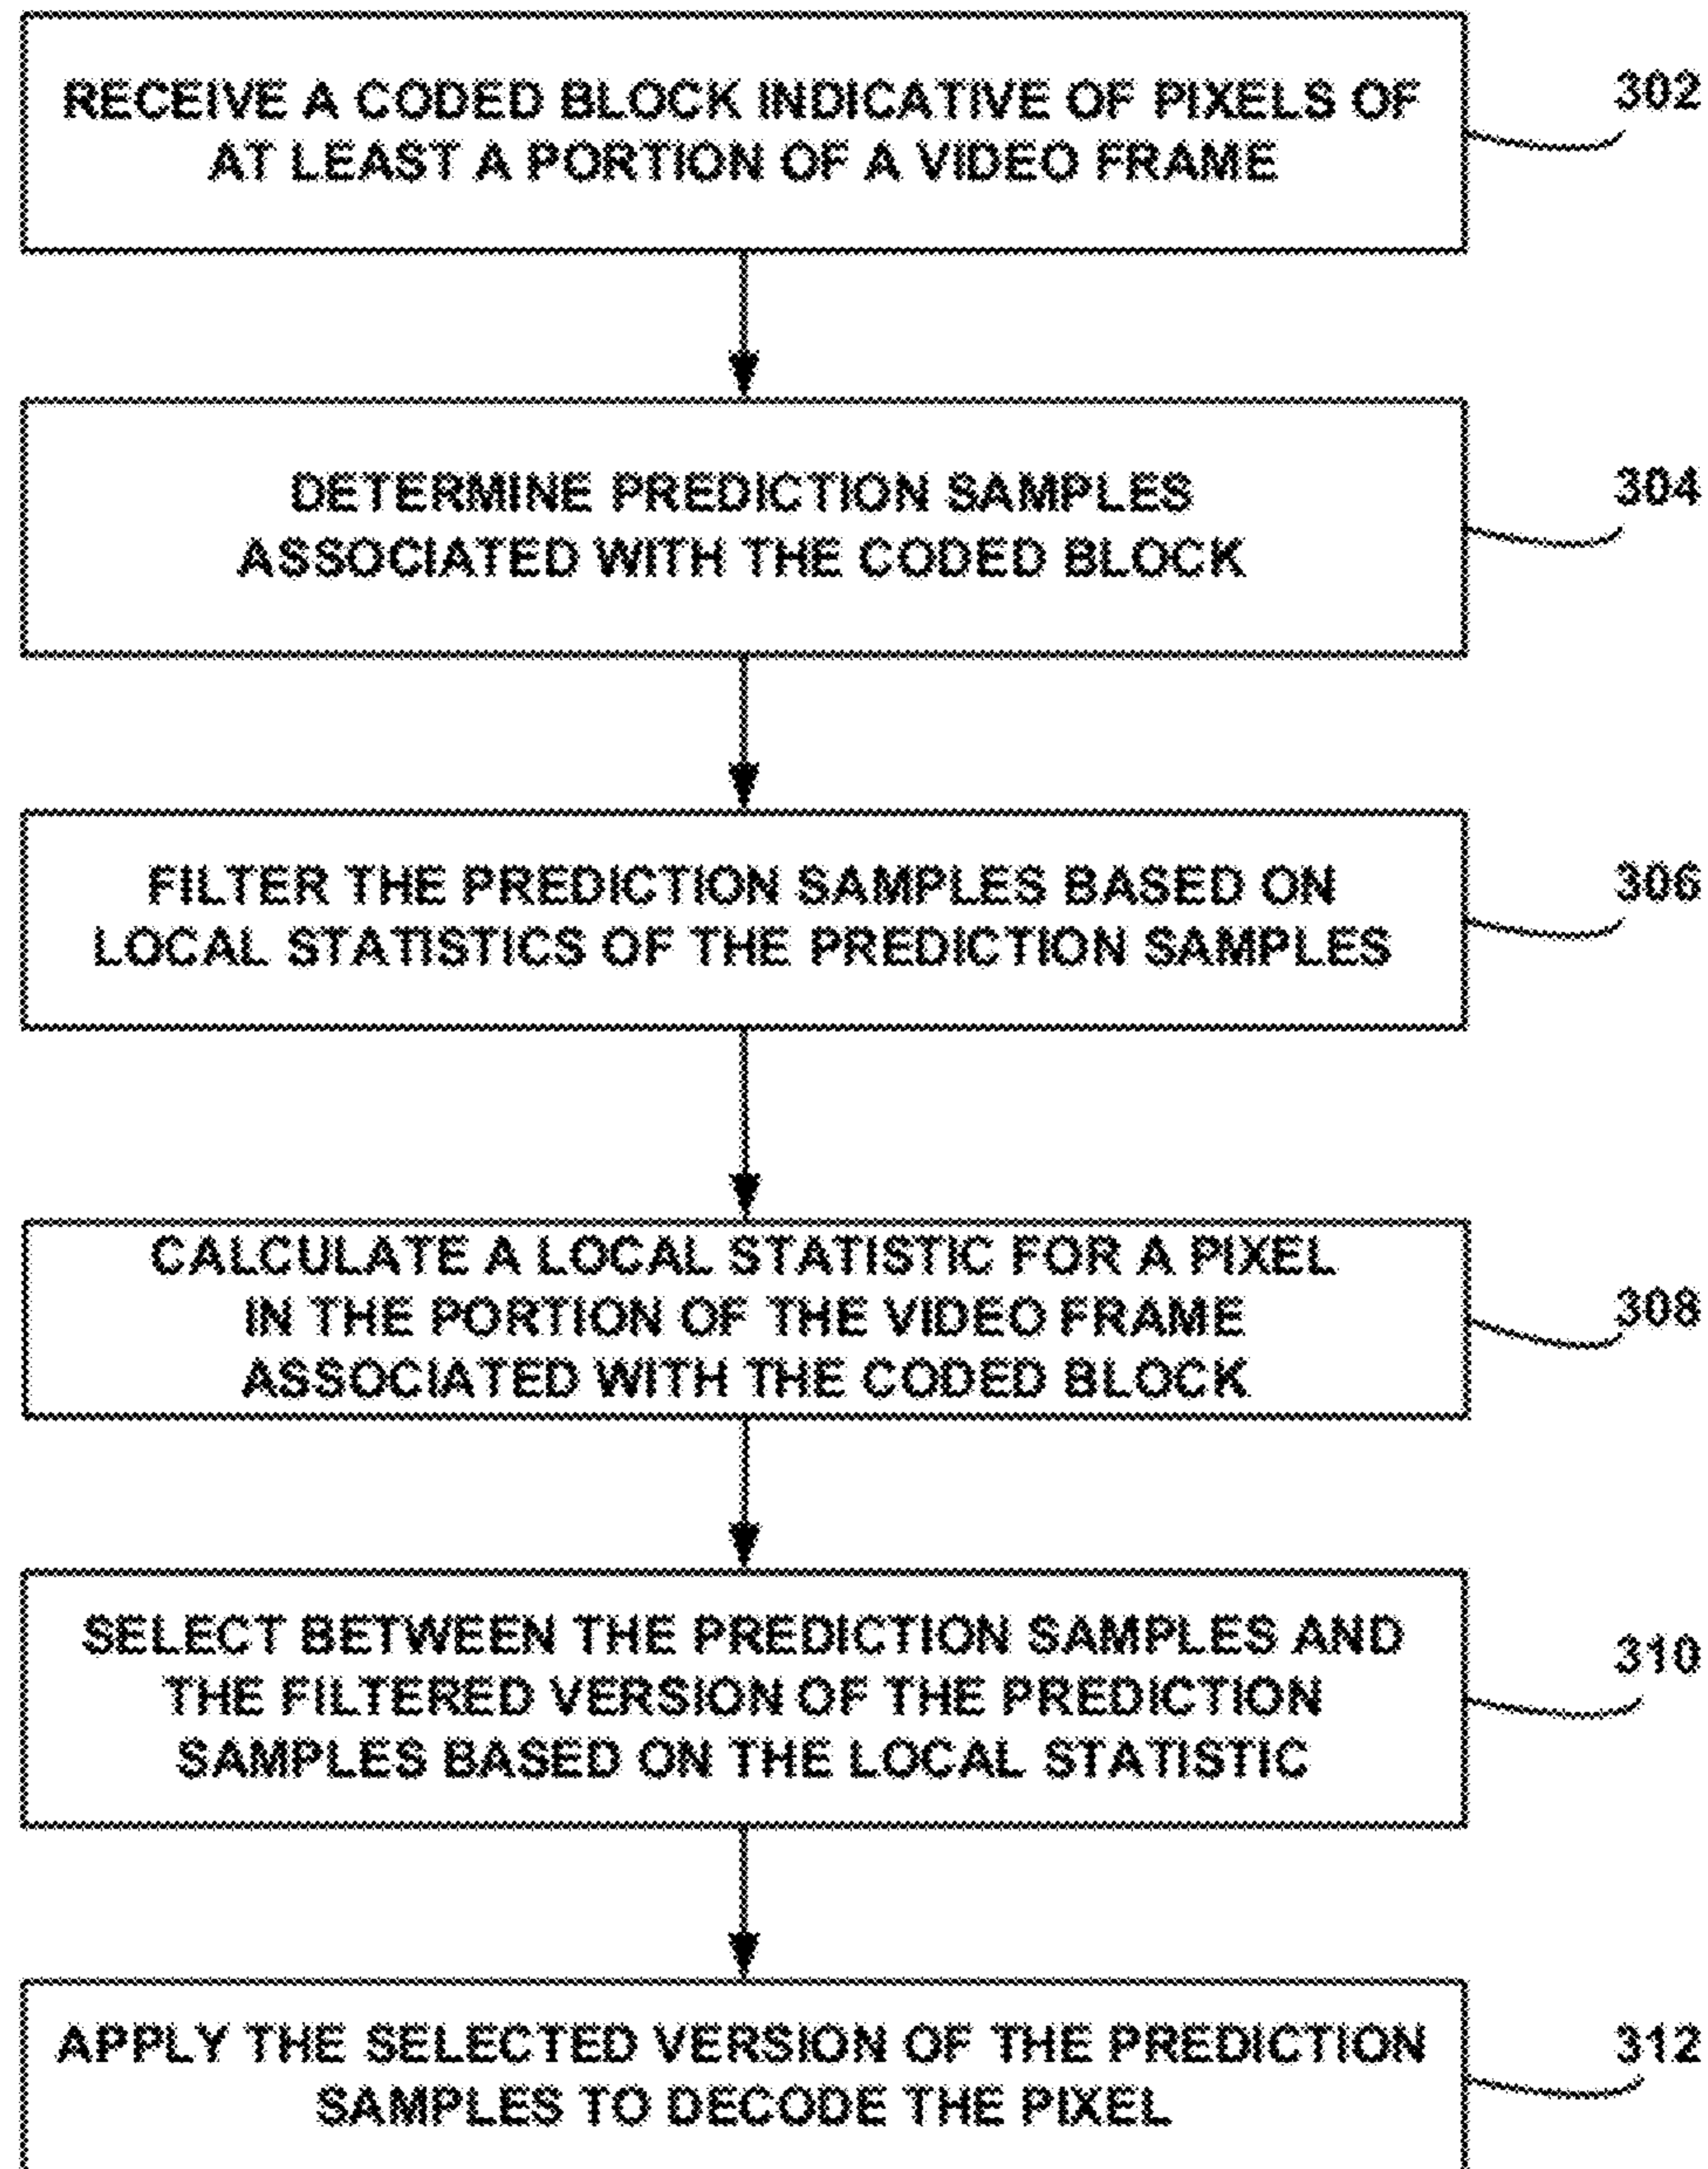 RECEIVE A CODED BLOCK INDICATIVE OF PIXELS OF
AT LEAST A PORTION OF A VIDEO FRAME
302
DETERMINE PREDICTION SAMPLES
ASSOCIATED WITH THE CODED BLOCK
304
FILTER THE PREDICTION SAMPLES BASED ON
LOCAL STATISTICS OF THE PREDICTION SAMPLES
306
CALCULATE A LOCAL STATISTIC FOR A PIXEL
IN THE PORTION OF THE VIDEO FRAME
ASSOCIATED WITH THE CODED BLOCK
308
SELECT BETWEEN THE PREDICTION SAMPLES AND
THE FILTERED VERSION OF THE PREDICTION
SAMPLES BASED ON THE LOCAL STATISTIC
310
APPLY THE SELECTED VERSION OF THE PREDICTION
SAMPLES TO DECODE THE PIXEL
312